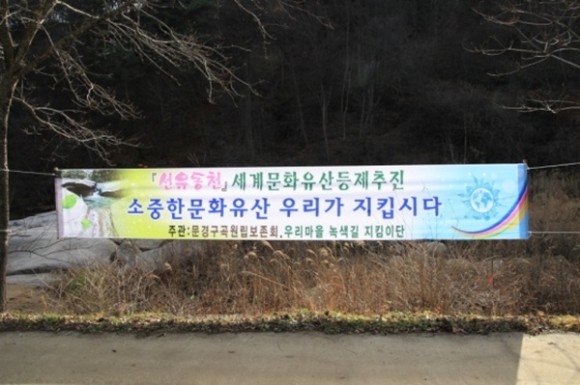 「선유동천」세계문화유산등제추진
소중한문화유산 우리가 지킵시다
주관:문경구곡원림보존회.우리마을 녹색길 지킴이단